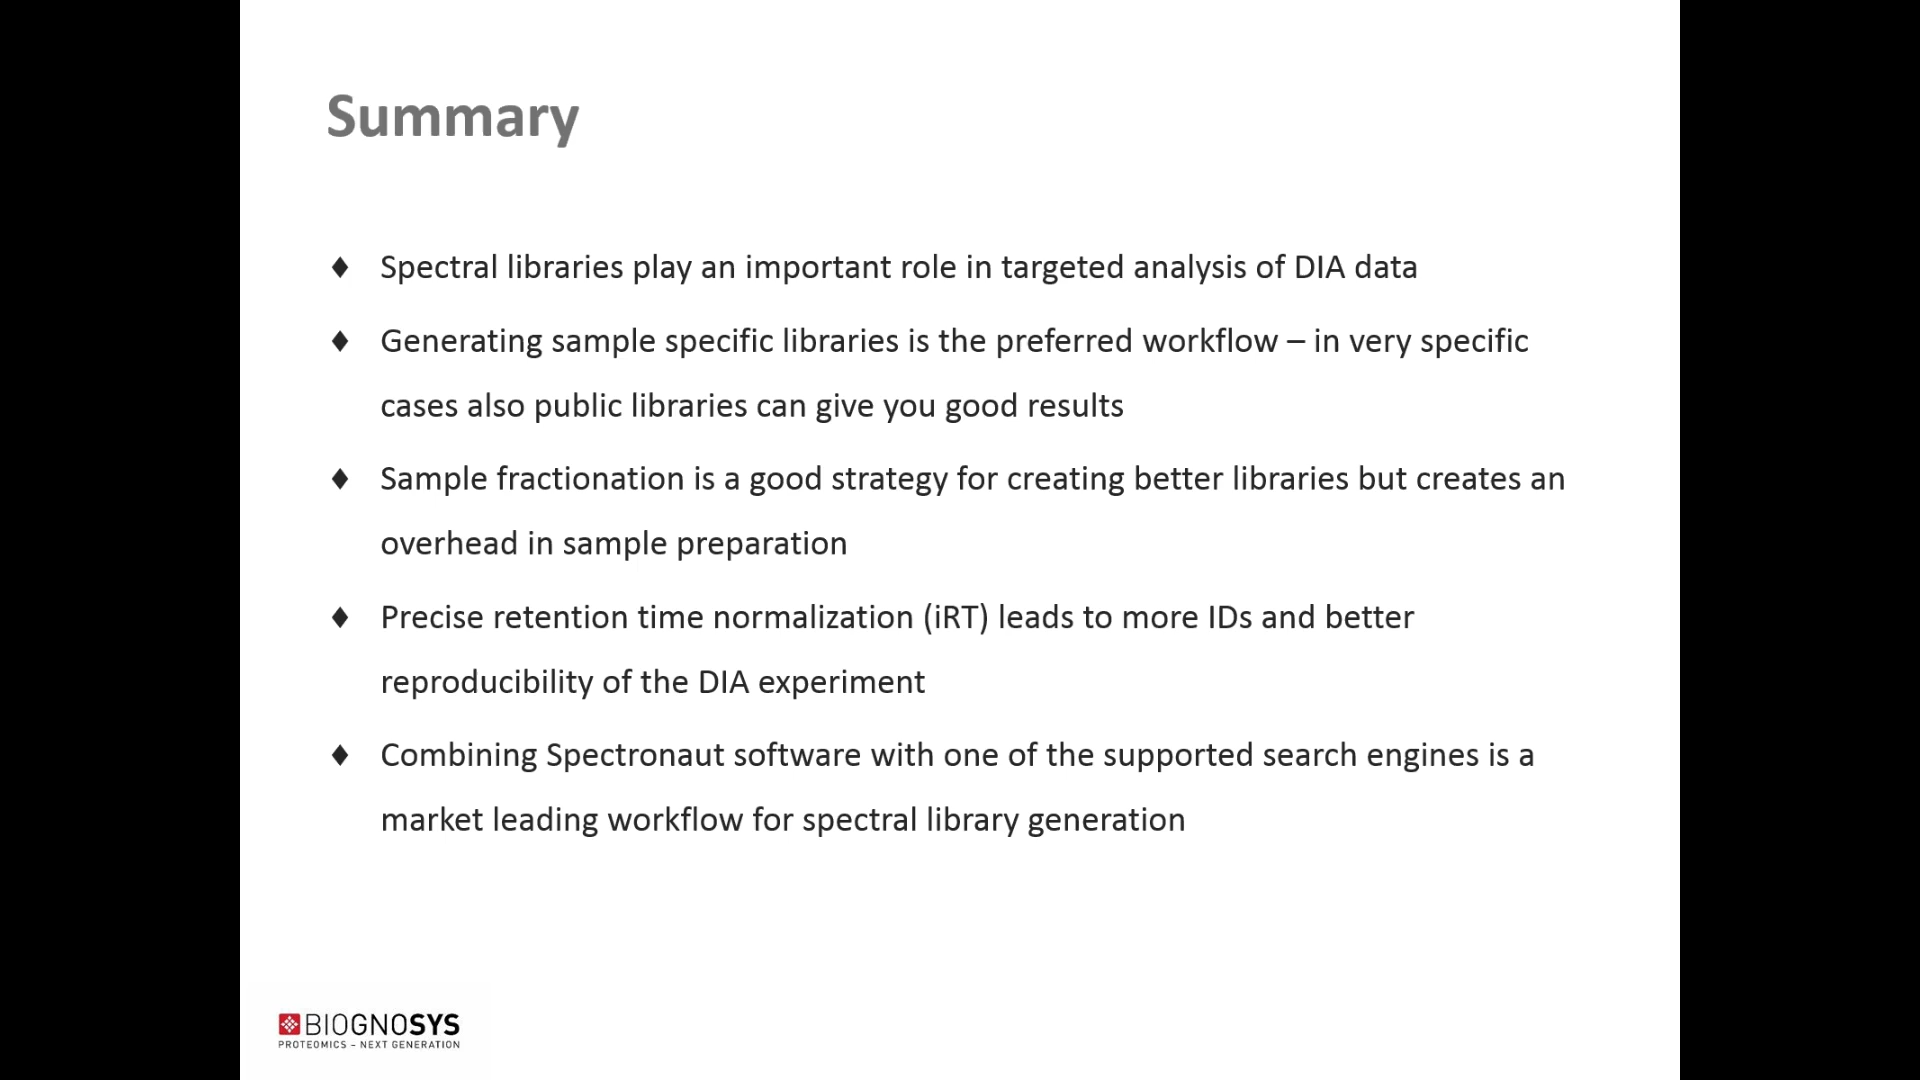 Summary
♦ Spectral libraries play an important role in targeted analysis of DIA data
♦ Generating sample specific libraries is the preferred workflow – in very specific
cases also public libraries can give you good results
♦ Sample fractionation is a good strategy for creating better libraries but creates an
overhead in sample preparation
♦ Precise retention time normalization (iRT) leads to more IDs and better
reproducibility of the DIA experiment
♦ Combining Spectronaut software with one of the supported search engines is a
market leading workflow for spectral library generation
BIOGNOSYS
PROTEOMICS – NEXT GENERATION